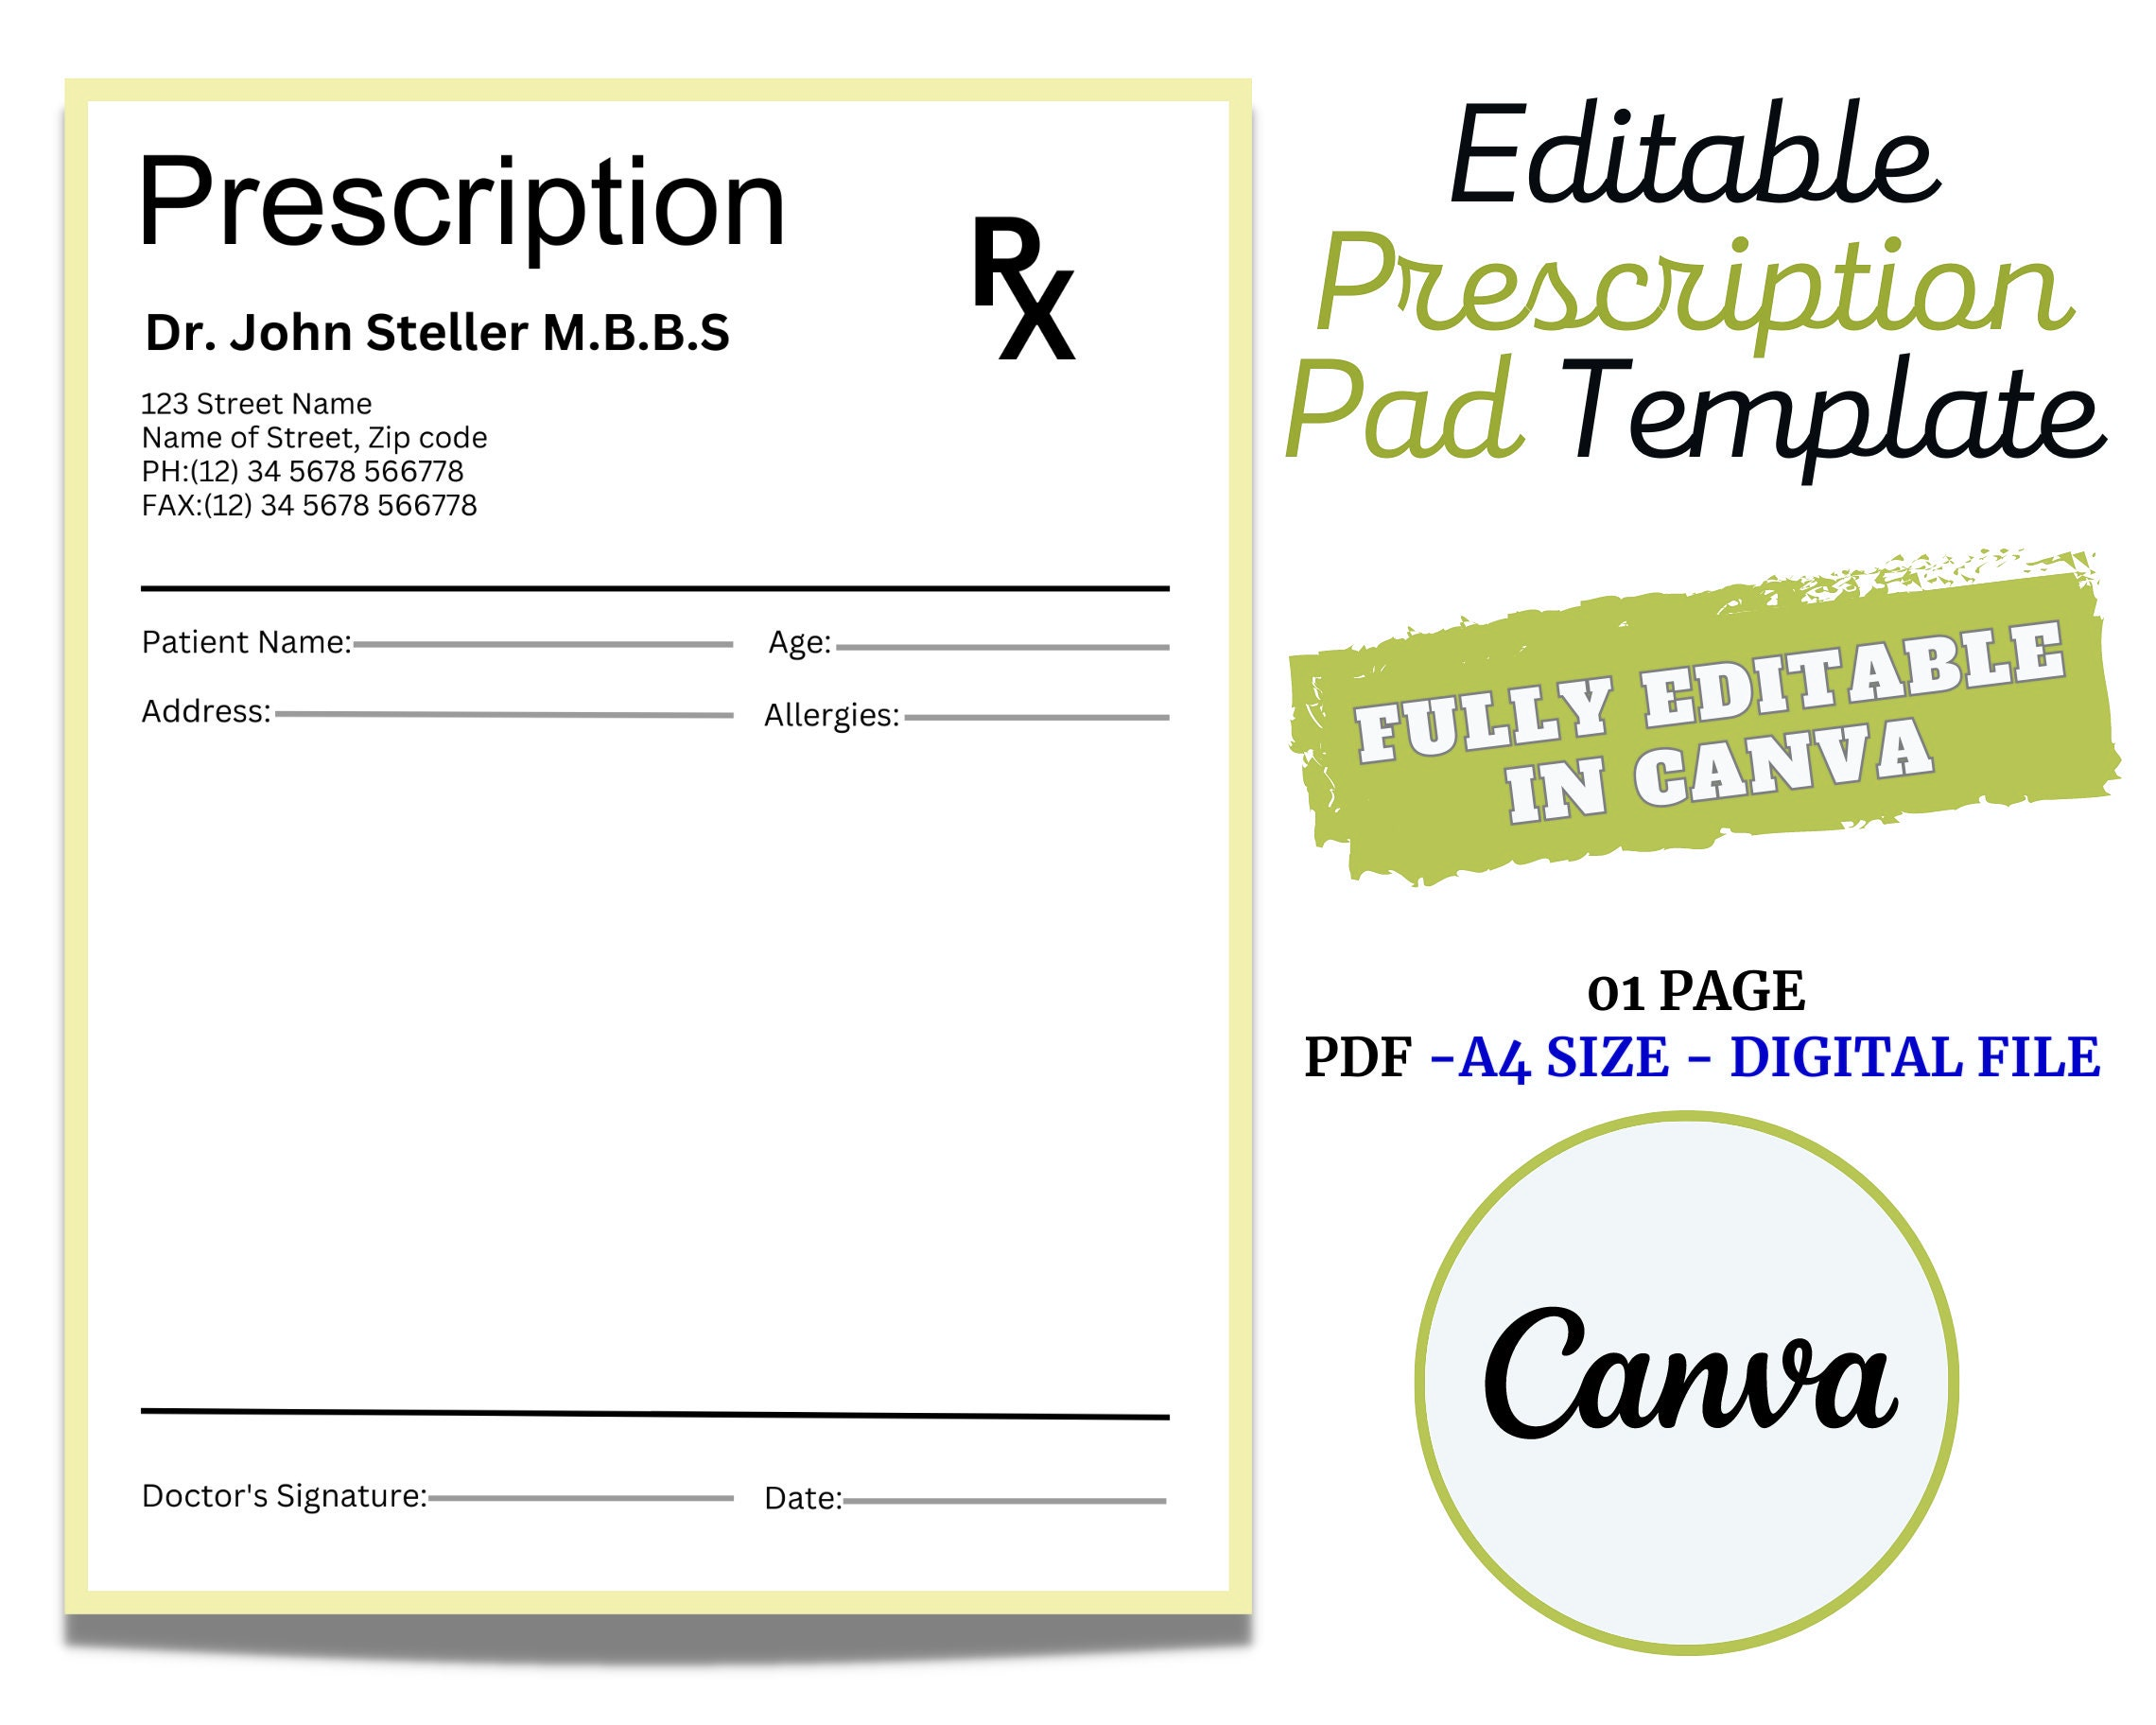 Prescription
Rx
Dr. John Steller M.B.B.S
123 Street Name
Name of Street, Zip code
PH:(12) 34 5678 566778
FAX:(12) 34 5678 566778
Patient Name:
Age:
Address:
Allergies:
Doctor's Signature:
Date:
Editable
Prescription
Pad Template
FULLY EDITABLE
IN CANVA
01 PAGE
PDF -A4 SIZE - DIGITAL FILE
Canva